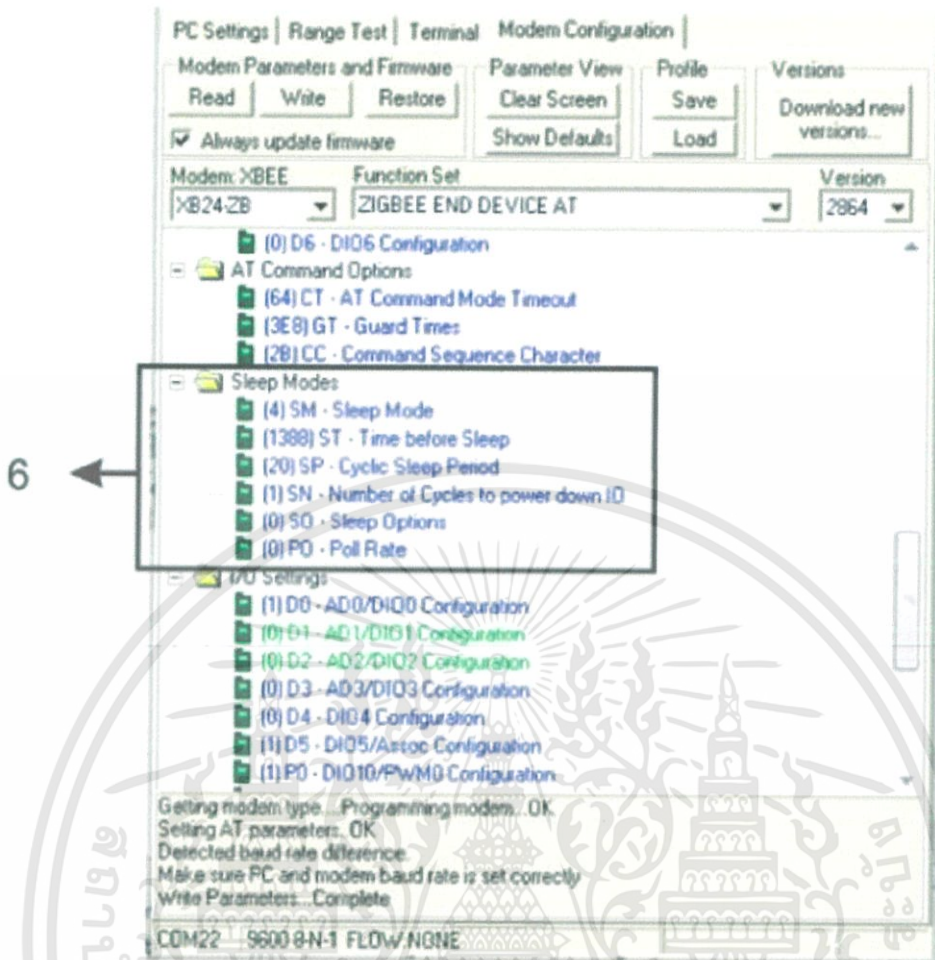 PC Settings Range Test Terminal Modem Configuration
Modem Parameters and Firmware Parameter View Profile Versions
Read Write Restore Clear Screen Save Download new versions...
Always update firmware Show Defaults Load
Modem: XBEE Function Set Version
XB24-ZB ZIGBEE END DEVICE AT 2864
(0) D6 - DIO6 Configuration
AT Command Options
(64) CT - AT Command Mode Timeout
(3E8) GT - Guard Times
(2B) CC - Command Sequence Character
Sleep Modes
(4) SM - Sleep Mode
(1388) ST - Time before Sleep
(20) SP - Cyclic Sleep Period
6
(1) SN - Number of Cycles to power down IO
(0) SO - Sleep Options
(0) PO - Poll Rate
I/O Settings
(1) D0 - AD0/DIO0 Configuration
(0) D1 - AD1/DIO1 Configuration
(0) D2 - AD2/DIO2 Configuration
(0) D3 - AD3/DIO3 Configuration
(0) D4 - DIO4 Configuration
(1) D5 - DIO5/Assoc Configuration
(1) P0 - DIO10/PWM0 Configuration
Getting modem type....Programming modem...OK
Setting AT parameters..OK
Detected baud rate difference
Make sure PC and modem baud rate is set correctly
Write Parameters...Complete
COM22 9600 8-N-1 FLOW:NONE